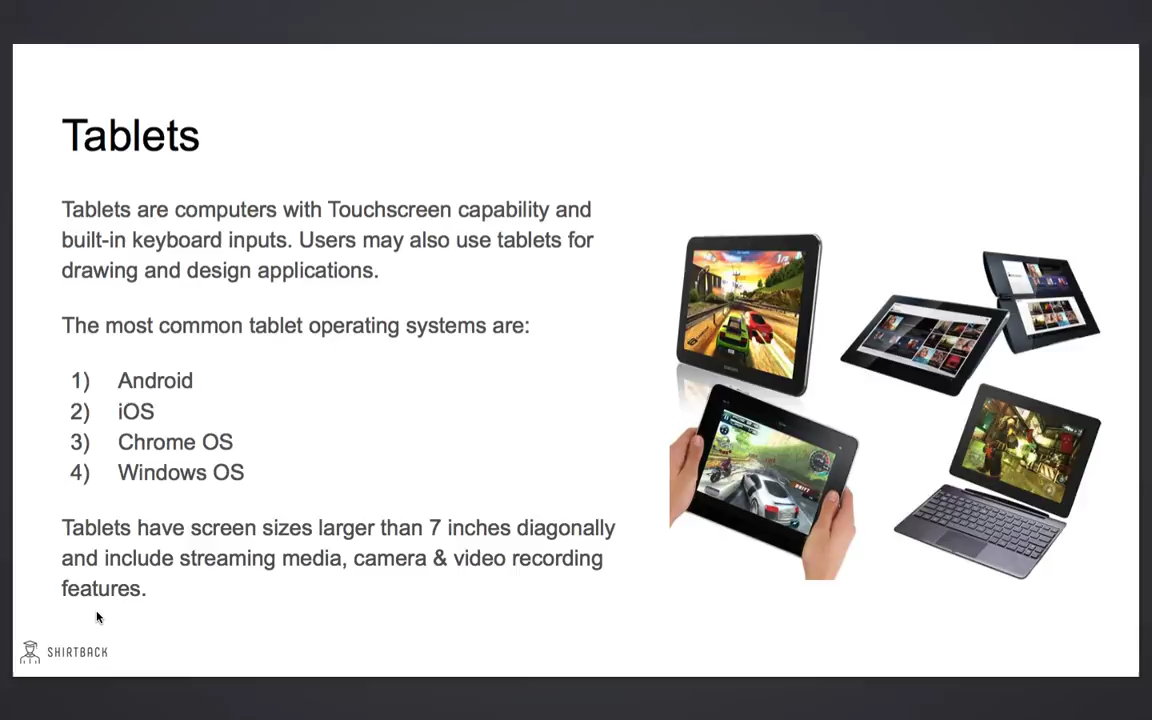 Tablets
Tablets are computers with Touchscreen capability and
built-in keyboard inputs. Users may also use tablets for
drawing and design applications.
The most common tablet operating systems are:
1) Android
2) iOS
3) Chrome OS
4) Windows OS
Tablets have screen sizes larger than 7 inches diagonally
and include streaming media, camera & video recording
features.
SHIRTBACK